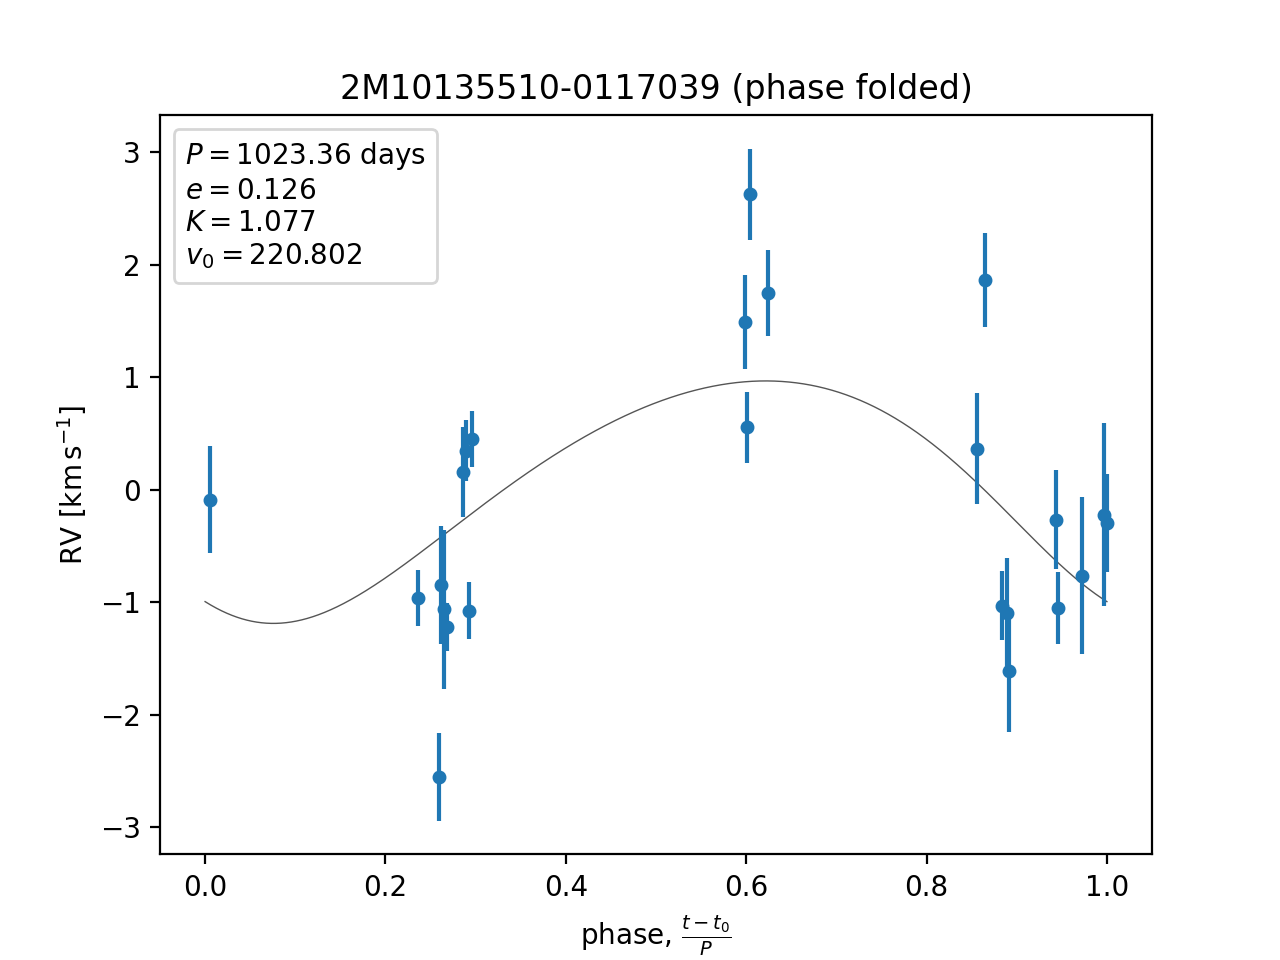 2M10135510-0117039 (phase folded)
P = 1023.36 days
e = 0.126
K = 1.077
v₀ = 220.802
3
2
1
0
−1
−2
−3
RV [km s⁻¹]
0.0 0.2 0.4 0.6 0.8 1.0
phase, (t − t₀)/P